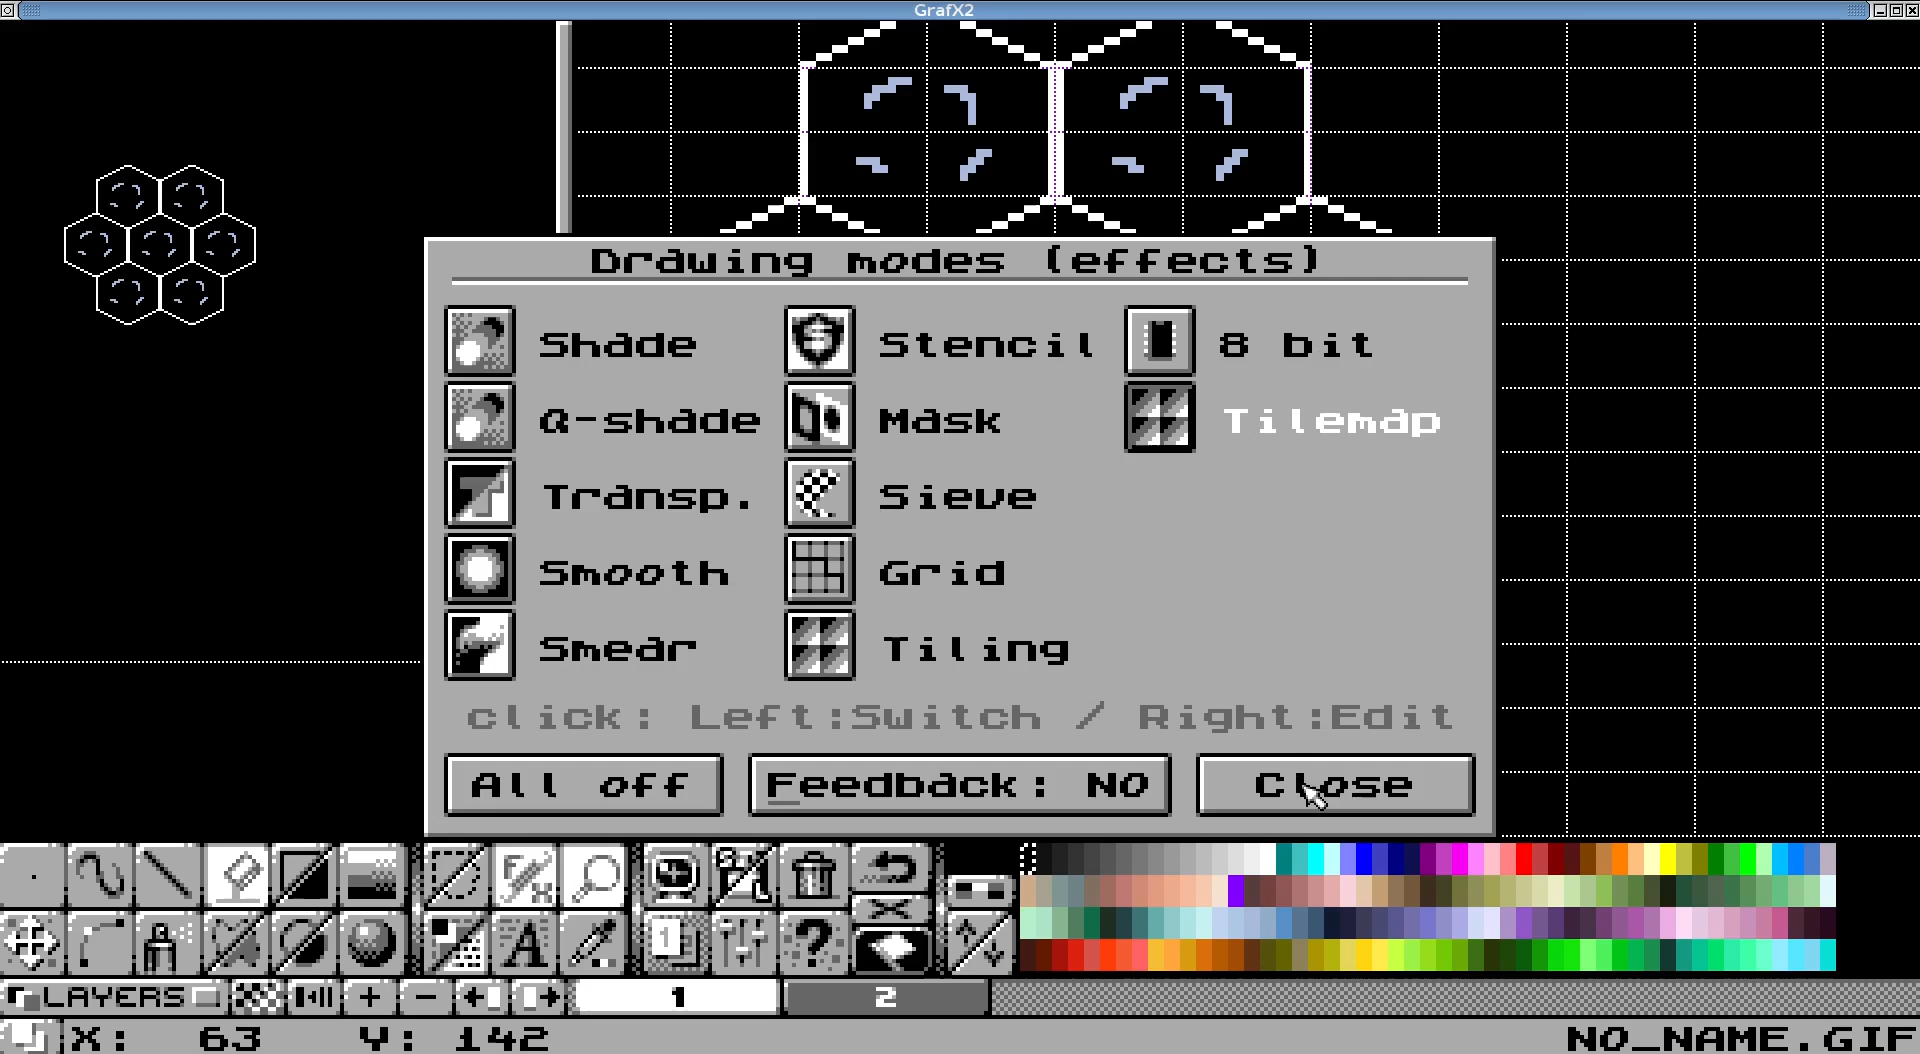 GrafX2
Drawing modes (effects)
Shade Stencil 8 bit
Q-shade Mask Tilemap
Transp. Sieve
Smooth Grid
Smear Tiling
click: Left:Switch / Right:Edit
All off Feedback: NO Close
LAYERS + - 1 2
X: 63 Y: 142 NO_NAME.GIF